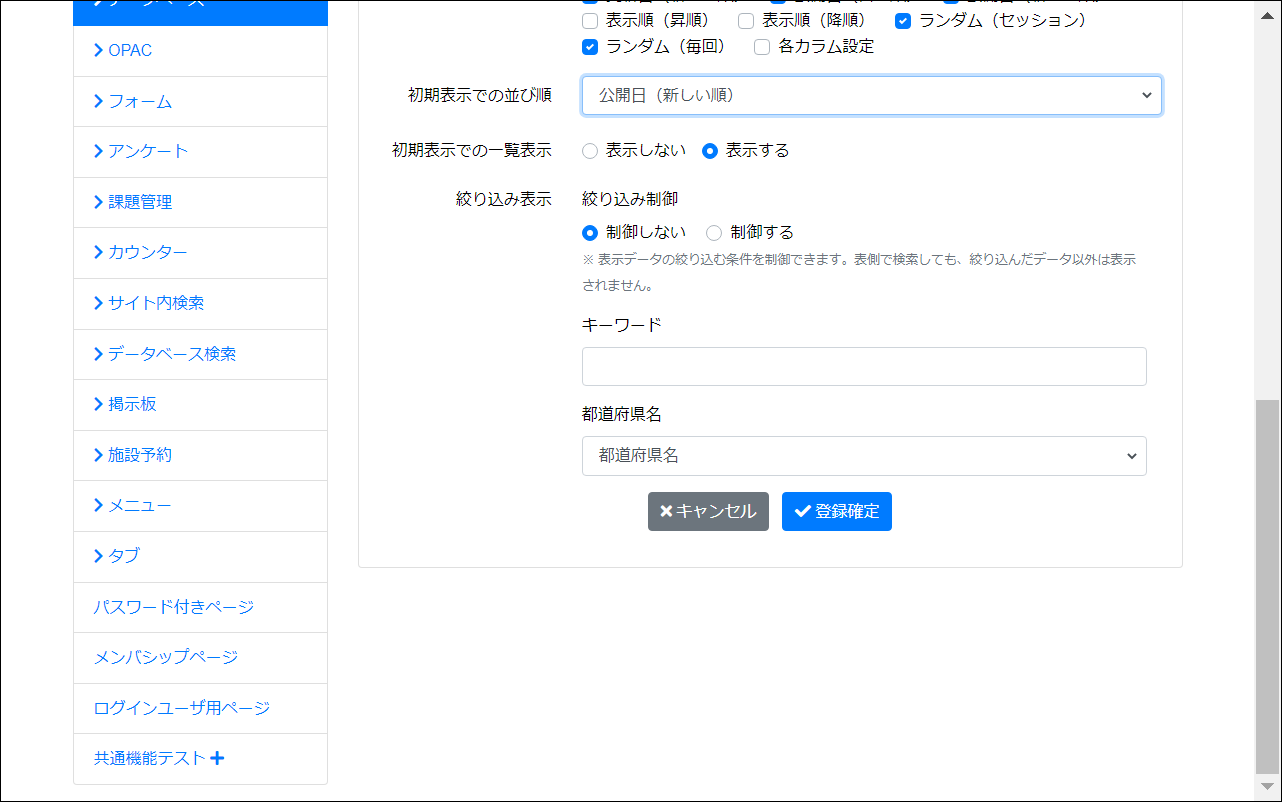 OPAC
フォーム
アンケート
課題管理
カウンター
サイト内検索
データベース検索
掲示板
施設予約
メニュー
タブ
パスワード付きページ
メンバシップページ
ログインユーザ用ページ
共通機能テスト
表示順（昇順） 表示順（降順） ランダム（セッション）
ランダム（毎回） 各カラム設定
初期表示での並び順 公開日（新しい順）
初期表示での一覧表示 表示しない 表示する
絞り込み表示 絞り込み制御
制御しない 制御する
※ 表示データの絞り込む条件を制御できます。表側で検索しても、絞り込んだデータ以外は表示
されません。
キーワード
都道府県名
都道府県名
キャンセル 登録確定